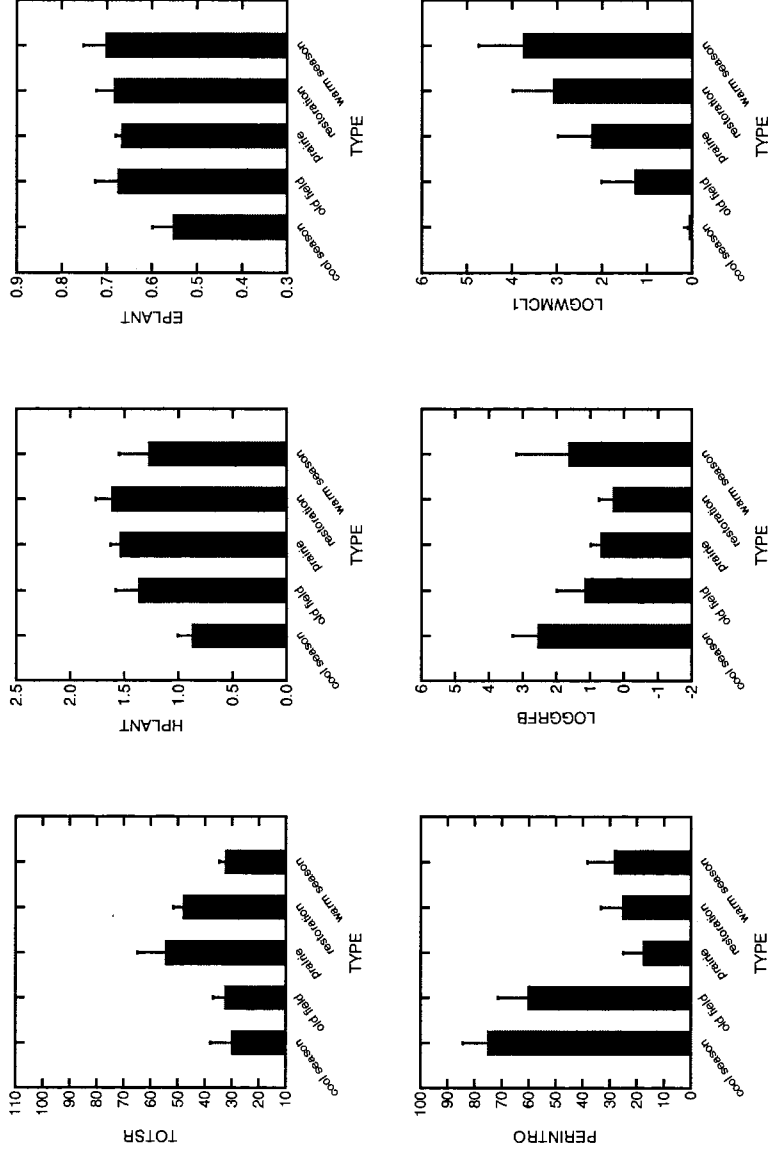 110
100
90
80
70
60
50
40
30
20
10
TOTSR
cool season
old field
prairie
restoration
warm season
TYPE
2.5
2.0
1.5
1.0
0.5
0.0
HPLANT
cool season
old field
prairie
restoration
warm season
TYPE
0.9
0.8
0.7
0.6
0.5
0.4
0.3
EPLANT
cool season
old field
prairie
restoration
warm season
TYPE
100
90
80
70
60
50
40
30
20
10
0
PERINTRO
cool season
old field
prairie
restoration
warm season
TYPE
6
5
4
3
2
1
0
-1
-2
LOGGRFB
cool season
old field
prairie
restoration
warm season
TYPE
6
5
4
3
2
1
0
LOGWMCL1
cool season
old field
prairie
restoration
warm season
TYPE